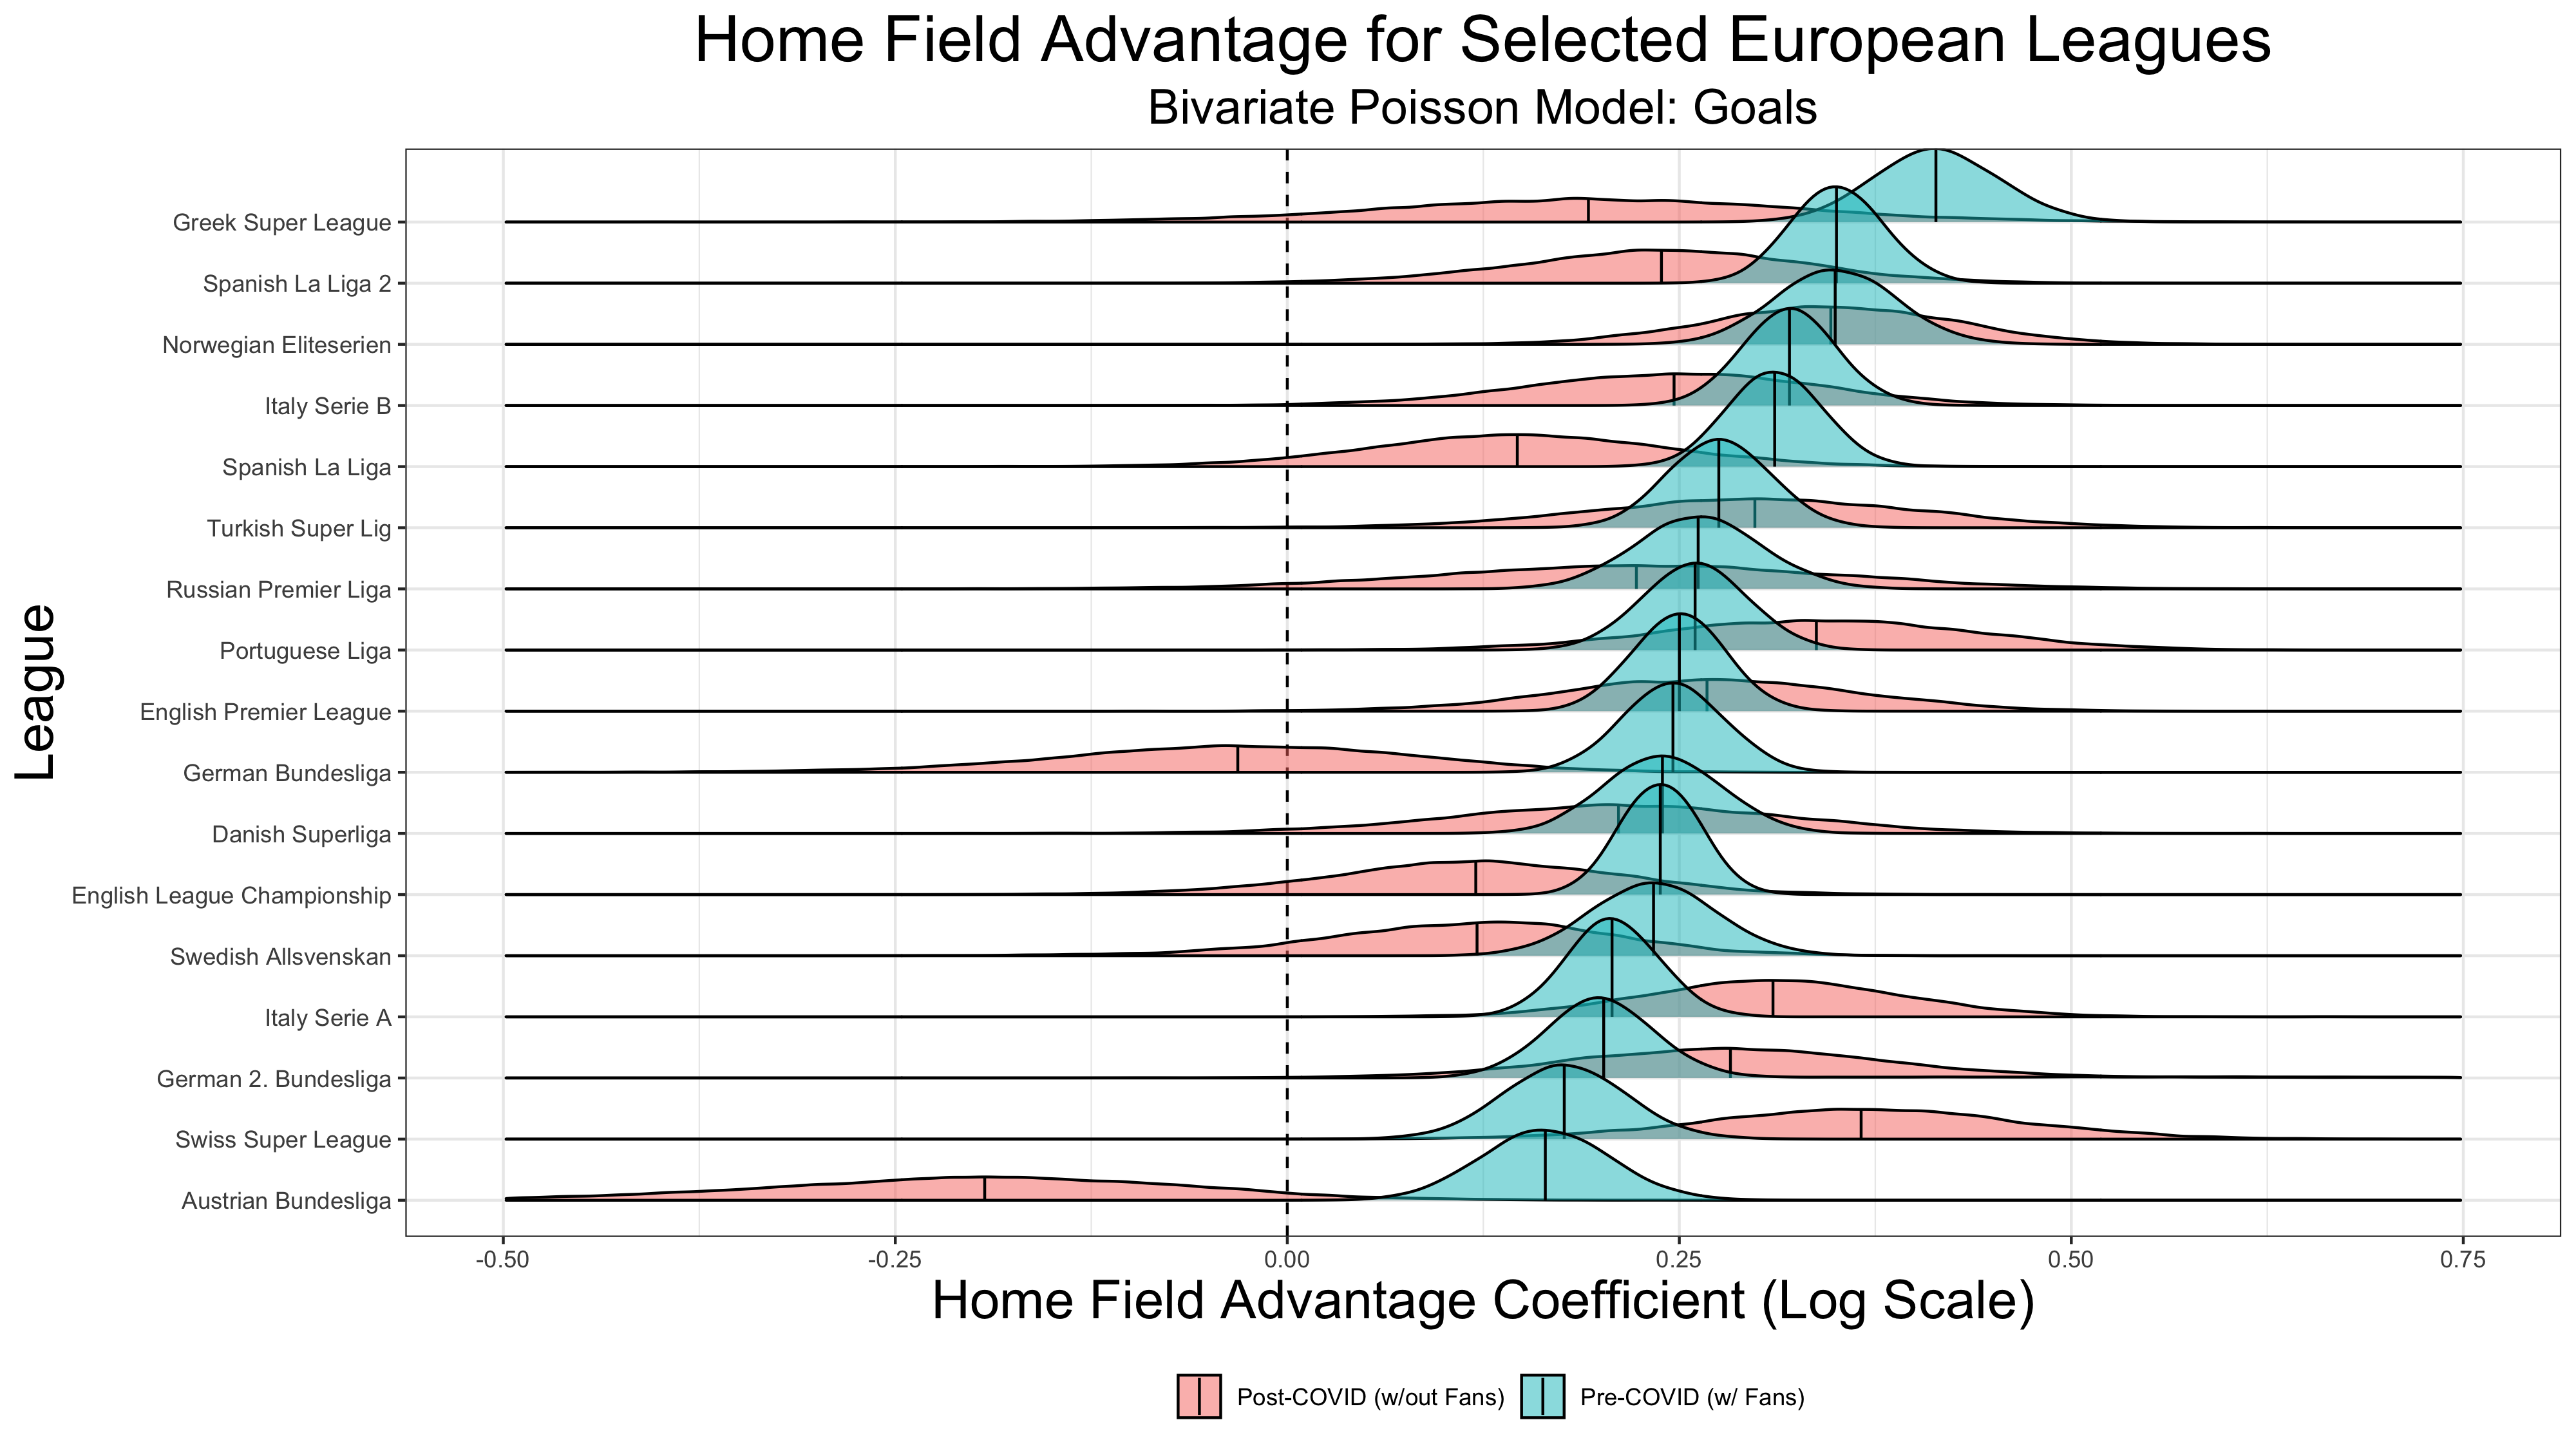 Home Field Advantage for Selected European Leagues
Bivariate Poisson Model: Goals
League
Greek Super League
Spanish La Liga 2
Norwegian Eliteserien
Italy Serie B
Spanish La Liga
Turkish Super Lig
Russian Premier Liga
Portuguese Liga
English Premier League
German Bundesliga
Danish Superliga
English League Championship
Swedish Allsvenskan
Italy Serie A
German 2. Bundesliga
Swiss Super League
Austrian Bundesliga
-0.50 -0.25 0.00 0.25 0.50 0.75
Home Field Advantage Coefficient (Log Scale)
Post-COVID (w/out Fans) Pre-COVID (w/ Fans)